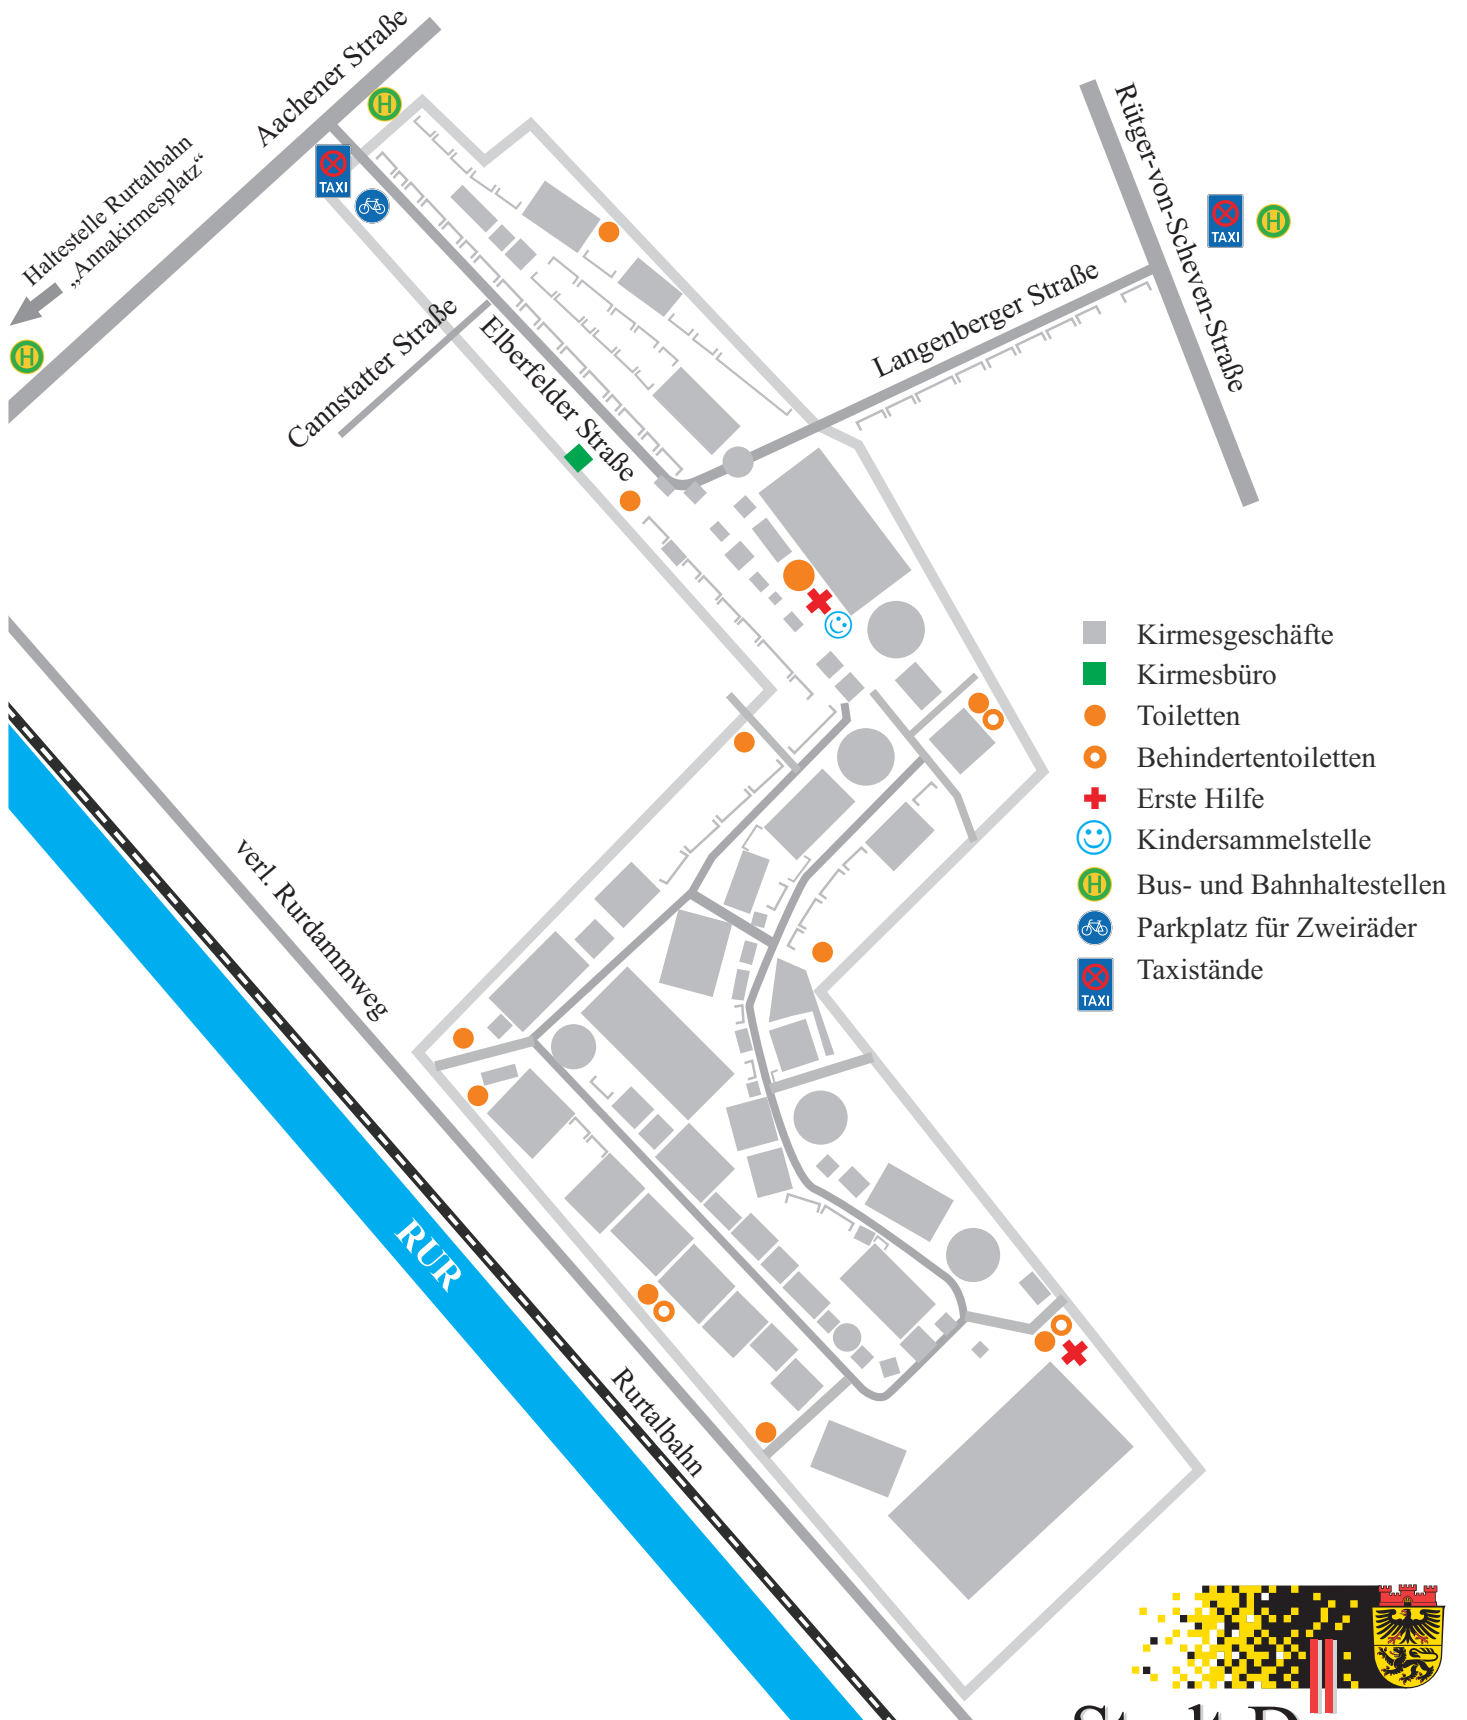 Aachener Straße
Haltestelle Rurtalbahn
„Annakirmesplatz“
H
TAXI
H
Cannstatter Straße
Elberfelder Straße
Langenberger Straße
Rütger-von-Scheven-Straße
TAXI
H
Kirmesgeschäfte
Kirmesbüro
Toiletten
Behindertentoiletten
Erste Hilfe
Kindersammelstelle
H Bus- und Bahnhaltestellen
Parkplatz für Zweiräder
TAXI Taxistände
verl. Rurdammweg
RUR
Rurtalbahn